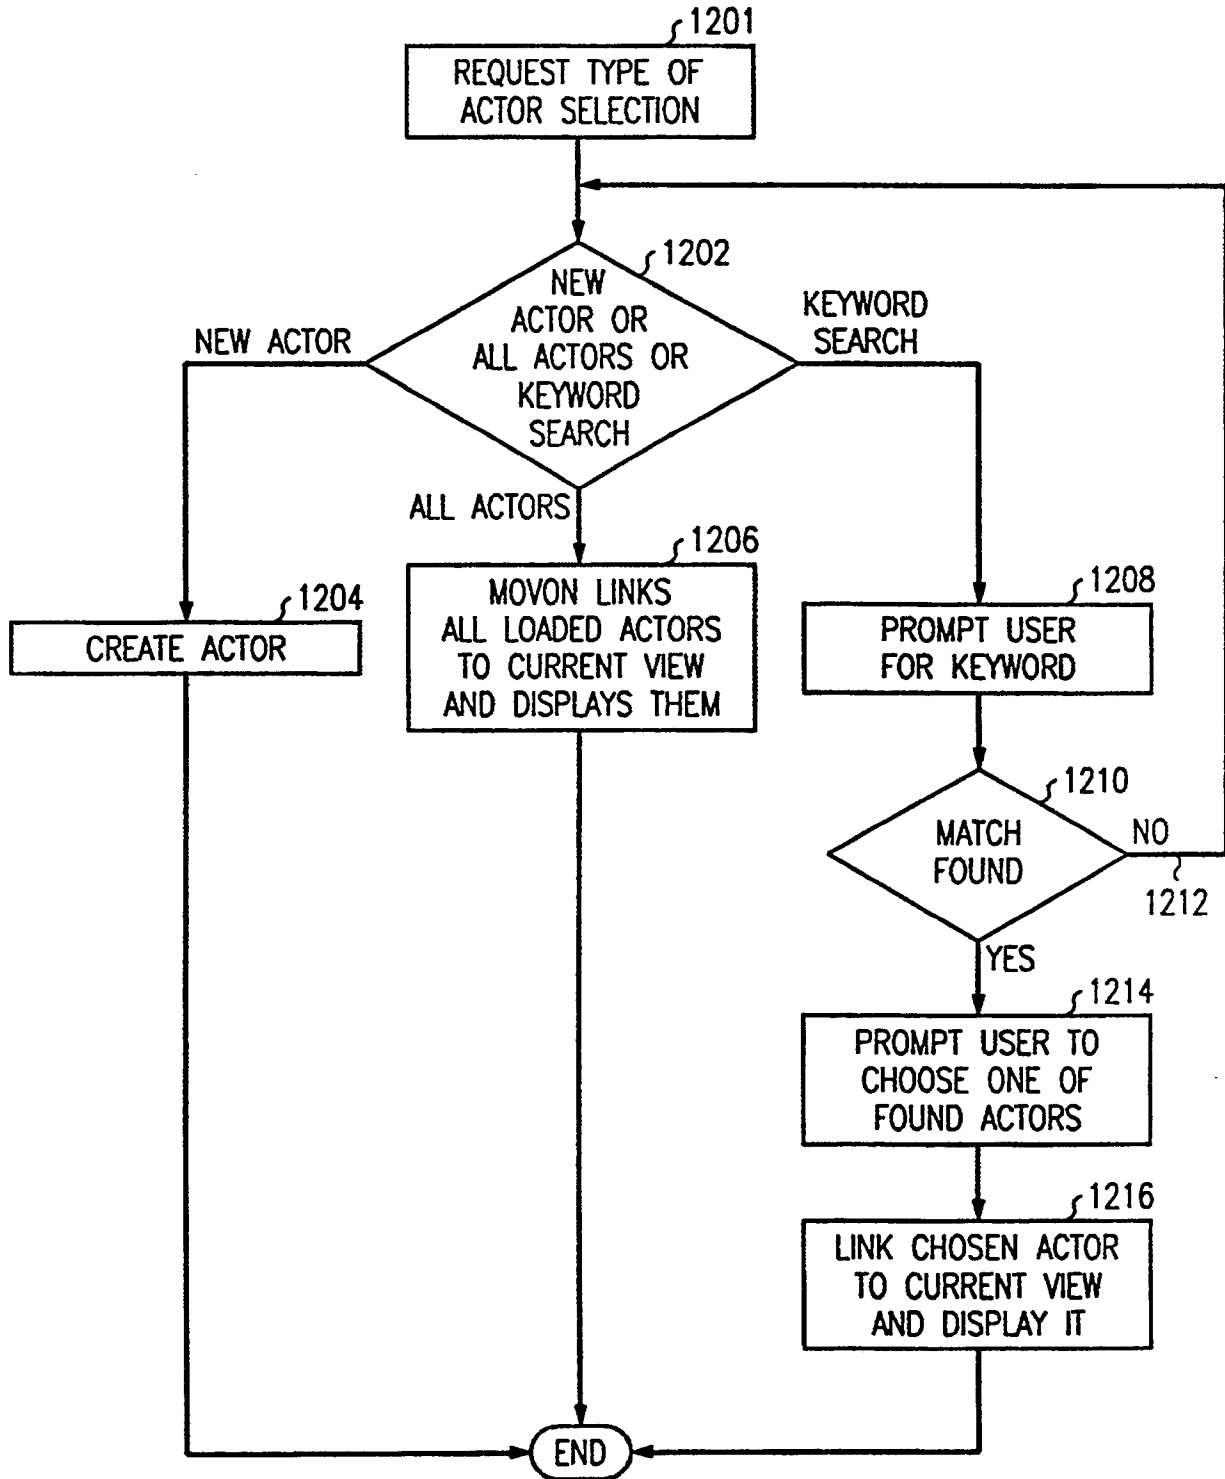 1201
REQUEST TYPE OF
ACTOR SELECTION
1202
NEW
ACTOR OR
ALL ACTORS OR
KEYWORD
SEARCH
NEW ACTOR
KEYWORD
SEARCH
ALL ACTORS
1204
CREATE ACTOR
1206
MOVON LINKS
ALL LOADED ACTORS
TO CURRENT VIEW
AND DISPLAYS THEM
1208
PROMPT USER
FOR KEYWORD
1210
MATCH
FOUND
NO
1212
YES
1214
PROMPT USER TO
CHOOSE ONE OF
FOUND ACTORS
1216
LINK CHOSEN ACTOR
TO CURRENT VIEW
AND DISPLAY IT
END